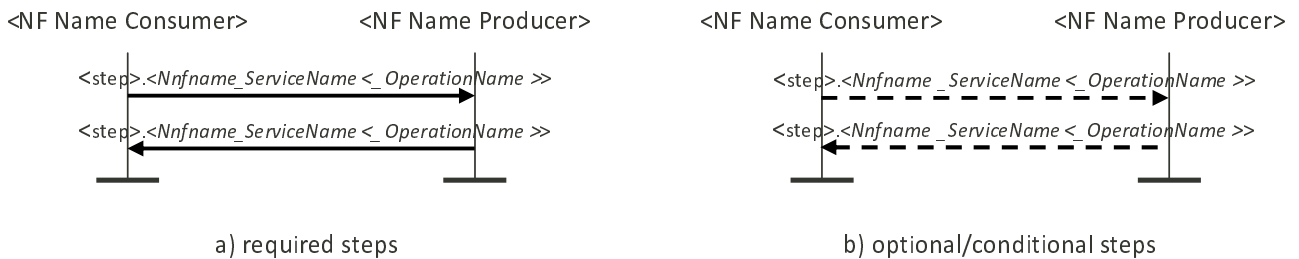 <NF Name Consumer> <NF Name Producer> <NF Name Consumer> <NF Name Producer>
<step>.<Nnfname_ServiceName <_OperationName >> <step>.<Nnfname _ServiceName <_OperationName >>
<step>.<Nnfname_ServiceName <_OperationName >> <step>.<Nnfname _ServiceName <_OperationName >>
a) required steps b) optional/conditional steps